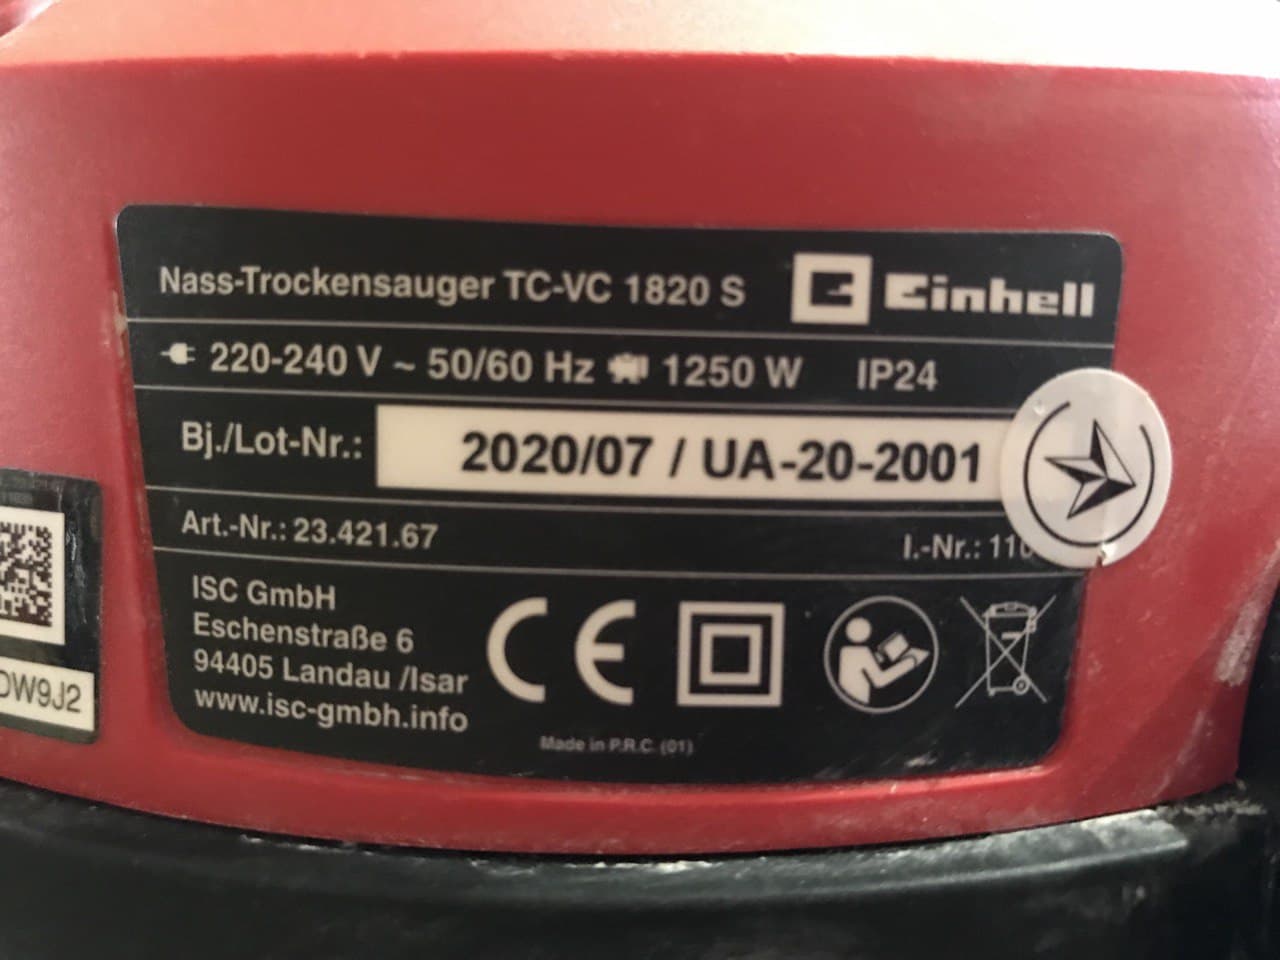 Nass-Trockensauger TC-VC 1820 S
Einhell
220-240 V ~ 50/60 Hz 1250 W IP24
Bj./Lot-Nr.: 2020/07 / UA-20-2001
Art.-Nr.: 23.421.67
I.-Nr.: 110
ISC GmbH
Eschenstraße 6
94405 Landau /Isar
www.isc-gmbh.info
CE
Made in P.R.C. (01)
DW9J2